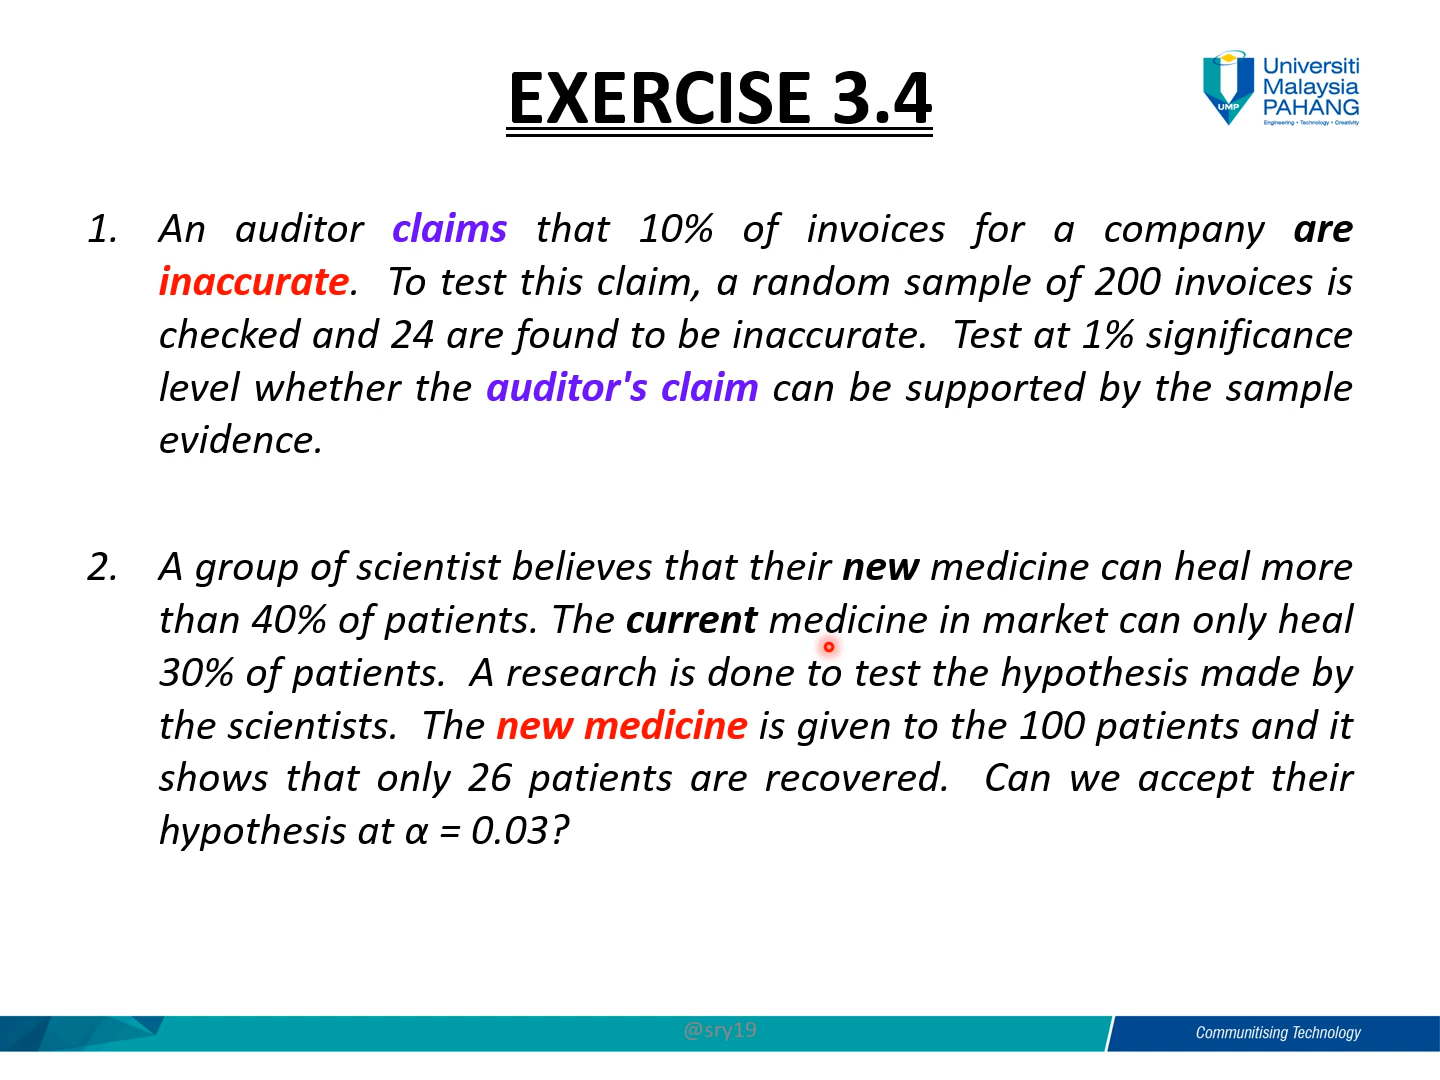 EXERCISE 3.4
Universiti
Malaysia
PAHANG
Engineering • Technology • Creativity
UMP
1. An auditor claims that 10% of invoices for a company are
inaccurate. To test this claim, a random sample of 200 invoices is
checked and 24 are found to be inaccurate. Test at 1% significance
level whether the auditor's claim can be supported by the sample
evidence.
2. A group of scientist believes that their new medicine can heal more
than 40% of patients. The current medicine in market can only heal
30% of patients. A research is done to test the hypothesis made by
the scientists. The new medicine is given to the 100 patients and it
shows that only 26 patients are recovered. Can we accept their
hypothesis at α = 0.03?
@sry19
Communitising Technology